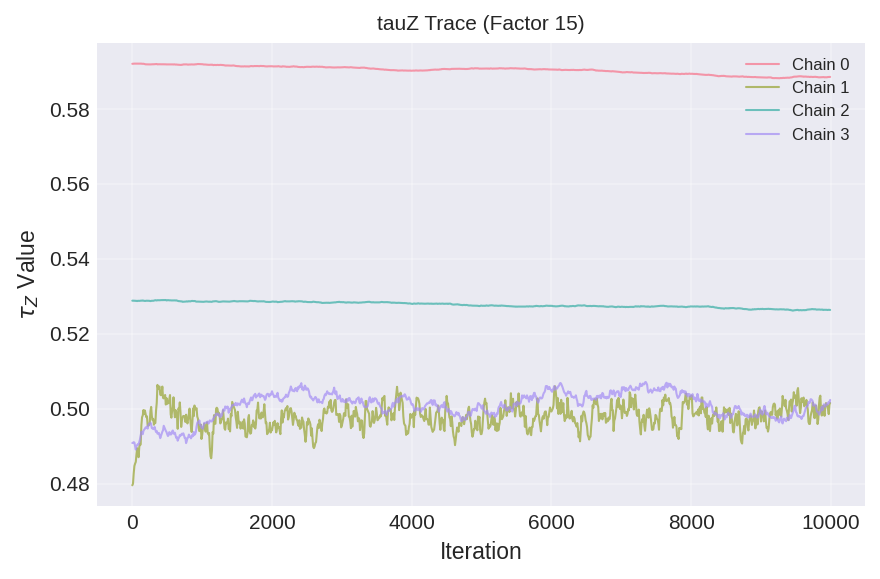 tauZ Trace (Factor 15)
Chain 0
Chain 1
Chain 2
Chain 3
0.58
0.56
0.54
0.52
0.50
0.48
τZ Value
0 2000 4000 6000 8000 10000
Iteration